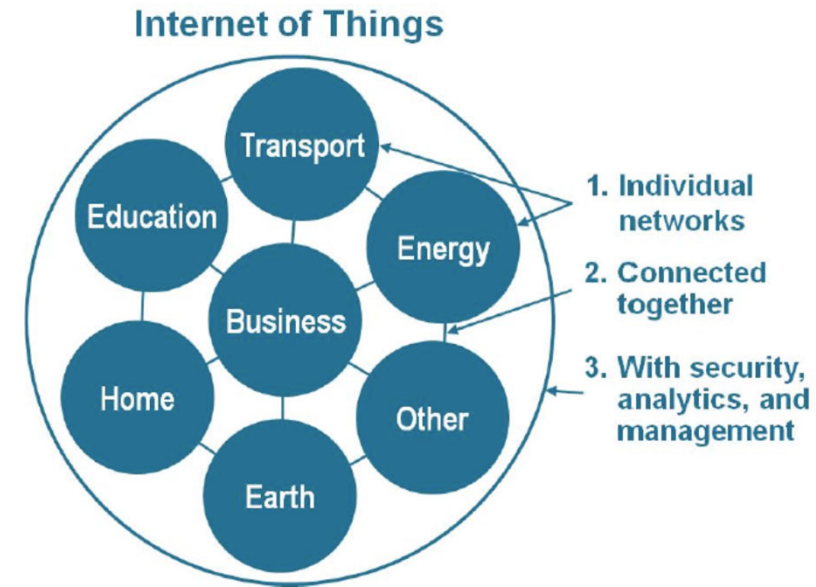 Internet of Things
Transport
Education
Energy
Business
Home
Other
Earth
1. Individual
networks
2. Connected
together
3. With security,
analytics, and
management